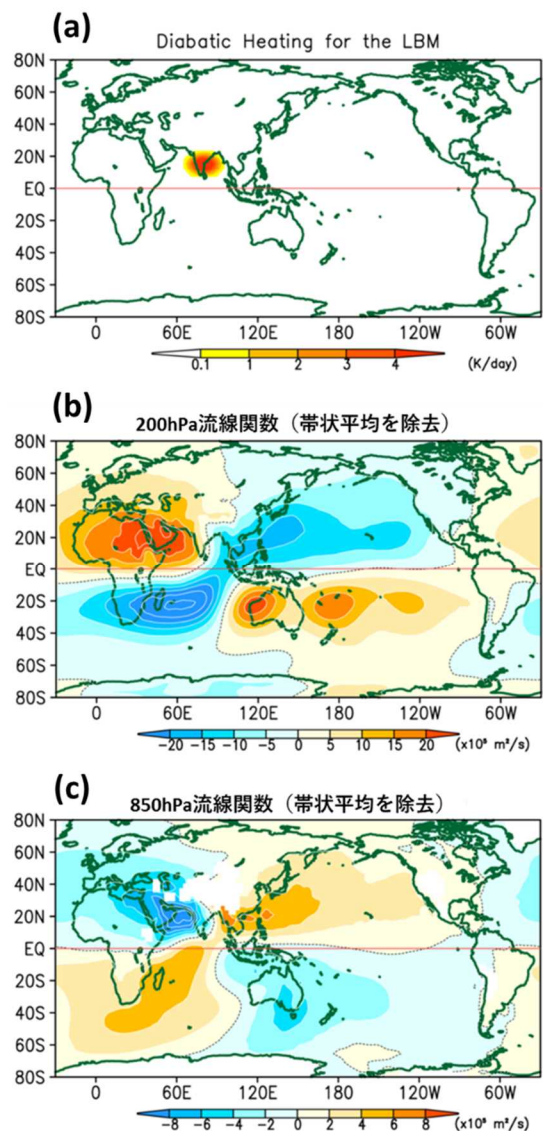 (a)
Diabatic Heating for the LBM
80N
60N
40N
20N
EQ
20S
40S
60S
80S
0 60E 120E 180 120W 60W
0.1 1 2 3 4 (K/day)
(b)
200hPa流線関数(帯状平均を除去)
80N
60N
40N
20N
EQ
20S
40S
60S
80S
0 60E 120E 180 120W 60W
-20 -15 -10 -5 0 5 10 15 20 (x10⁶ m²/s)
(c)
850hPa流線関数(帯状平均を除去)
80N
60N
40N
20N
EQ
20S
40S
60S
80S
0 60E 120E 180 120W 60W
-8 -6 -4 -2 0 2 4 6 8 (x10⁶ m²/s)